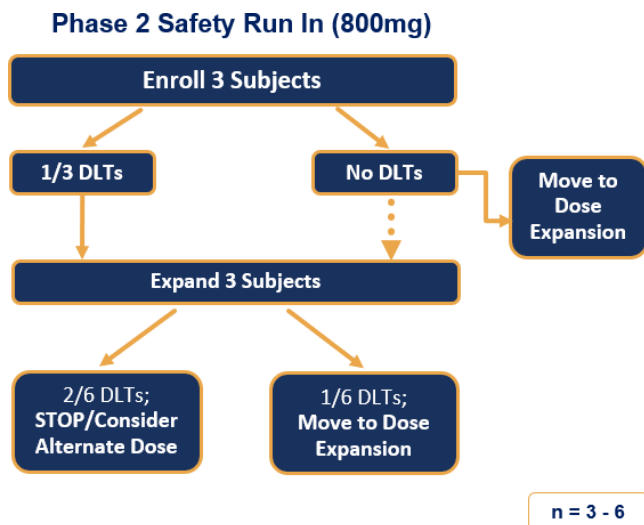 Phase 2 Safety Run In (800mg)
Enroll 3 Subjects
1/3 DLTs
No DLTs
Move to
Dose
Expansion
Expand 3 Subjects
2/6 DLTs;
STOP/Consider
Alternate Dose
1/6 DLTs;
Move to Dose
Expansion
n = 3 - 6